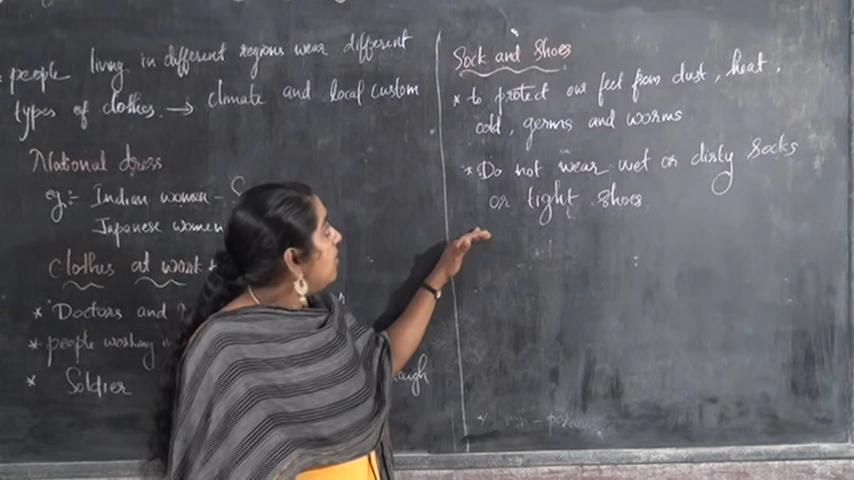 people living in different regions wear different
types of clothes. → climate and local custom
National dress
eg:- Indian woman - S
Japanese women
clothes at work
* Doctors and
* people working
* Soldier
Sock and Shoes
* to protect our feet from dust, heat,
cold, germs and worms
* Do not wear wet or dirty socks
or tight shoes